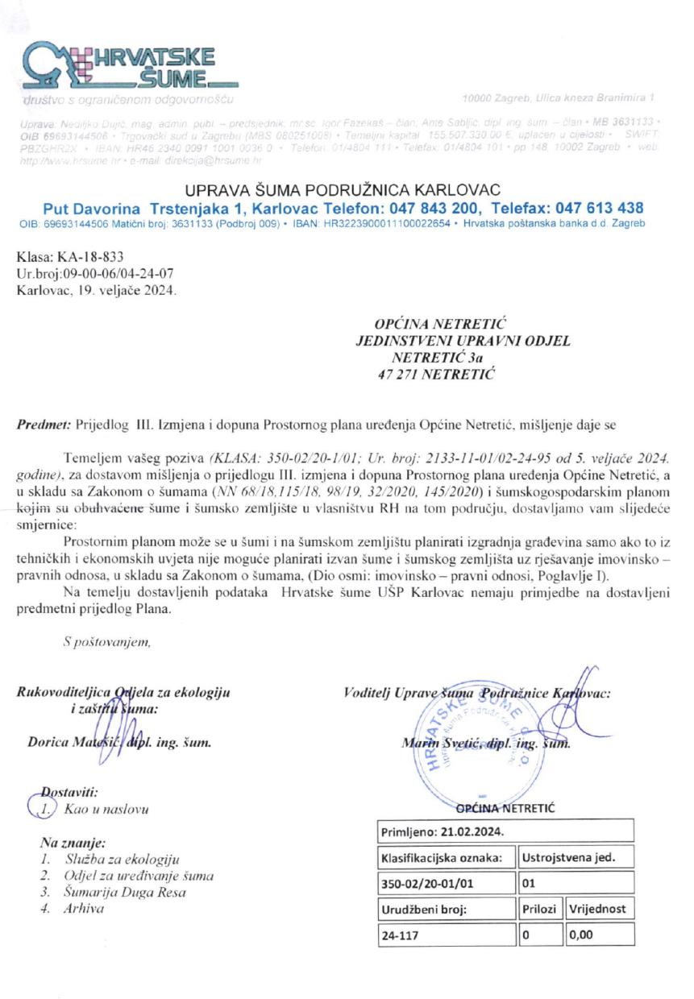 HRVATSKE
ŠUME
društvo s ograničenom odgovornošću
10000 Zagreb, Ulica kneza Branimira 1
Uprava: Nediljko Dujić, mag. admin. publ. – predsjednik; mr.sc. Igor Fazekaš – član; Ante Sabljić, dipl. ing. šum. – član • MB 3631133 •
OIB 69693144506 • Trgovački sud u Zagrebu (MBS 080251008) • Temeljni kapital 155.507.330,00 €, uplaćen u cijelosti • SWIFT:
PBZGHR2X • IBAN: HR46 2340 0091 1001 0036 0 • Telefon: 01/4804 111 • Telefax: 01/4804 101 • pp 148, 10002 Zagreb • web:
http://www.hrsume.hr • e-mail: direkcija@hrsume.hr
UPRAVA ŠUMA PODRUŽNICA KARLOVAC
Put Davorina Trstenjaka 1, Karlovac Telefon: 047 843 200, Telefax: 047 613 438
OIB: 69693144506 Matični broj: 3631133 (Podbroj 009) • IBAN: HR3223900011100022654 • Hrvatska poštanska banka d.d. Zagreb
Klasa: KA-18-833
Ur.broj:09-00-06/04-24-07
Karlovac, 19. veljače 2024.
OPĆINA NETRETIĆ
JEDINSTVENI UPRAVNI ODJEL
NETRETIĆ 3a
47 271 NETRETIĆ
Predmet: Prijedlog III. Izmjena i dopuna Prostornog plana uređenja Općine Netretić, mišljenje daje se
Temeljem vašeg poziva (KLASA: 350-02/20-1/01; Ur. broj: 2133-11-01/02-24-95 od 5. veljače 2024.
godine), za dostavom mišljenja o prijedlogu III. izmjena i dopuna Prostornog plana uređenja Općine Netretić, a
u skladu sa Zakonom o šumama (NN 68/18,115/18, 98/19, 32/2020, 145/2020) i šumskogospodarskim planom
kojim su obuhvaćene šume i šumsko zemljište u vlasništvu RH na tom području, dostavljamo vam slijedeće
smjernice:
Prostornim planom može se u šumi i na šumskom zemljištu planirati izgradnja građevina samo ako to iz
tehničkih i ekonomskih uvjeta nije moguće planirati izvan šume i šumskog zemljišta uz rješavanje imovinsko –
pravnih odnosa, u skladu sa Zakonom o šumama, (Dio osmi: imovinsko – pravni odnosi, Poglavlje I).
Na temelju dostavljenih podataka Hrvatske šume UŠP Karlovac nemaju primjedbe na dostavljeni
predmetni prijedlog Plana.
S poštovanjem,
Rukovoditeljica Odjela za ekologiju
i zaštitu šuma:
Dorica Matešić, dipl. ing. šum.
Voditelj Uprave šuma Podružnice Karlovac:
Marin Svetić, dipl. ing. šum.
HRVATSKE ŠUME d.o.o.
Uprava šuma Podružnica Karlovac
ZAGREB
Dostaviti:
1. Kao u naslovu
Na znanje:
1. Služba za ekologiju
2. Odjel za uređivanje šuma
3. Šumarija Duga Resa
4. Arhiva
OPĆINA NETRETIĆ
Primljeno: 21.02.2024.
Klasifikacijska oznaka: Ustrojstvena jed.
350-02/20-01/01 01
Urudžbeni broj: Prilozi Vrijednost
24-117 0 0,00